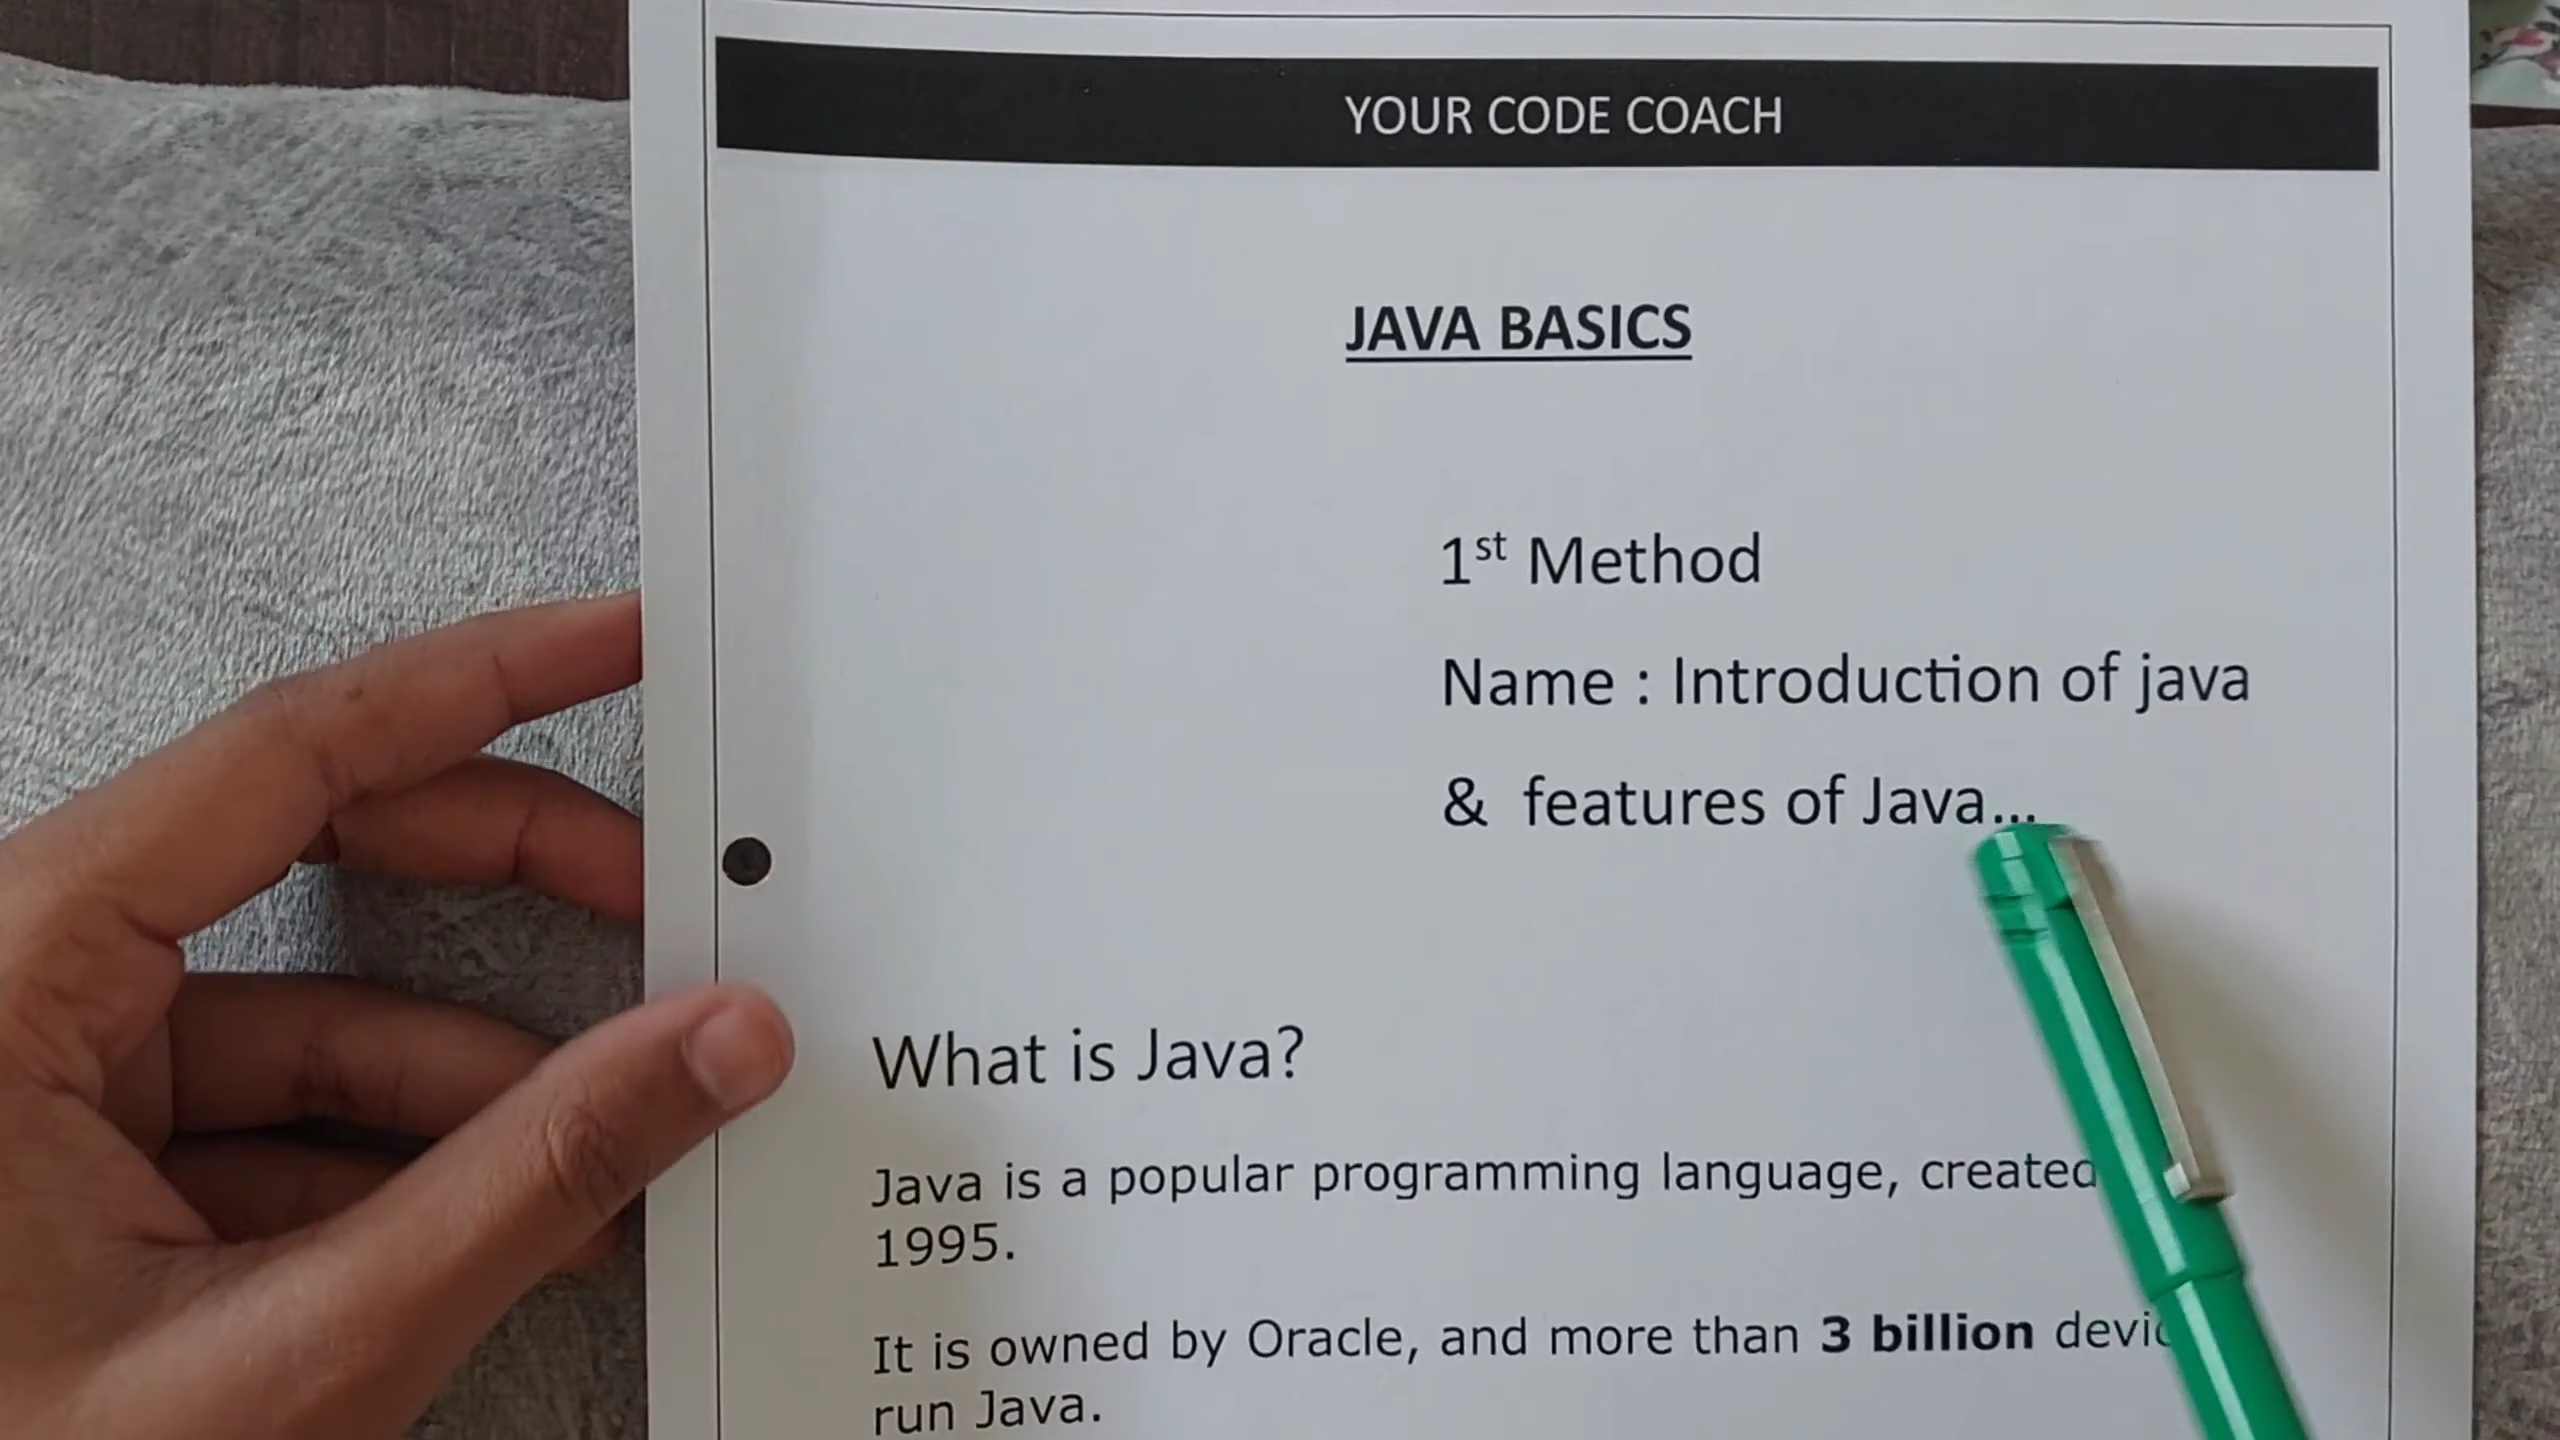 YOUR CODE COACH
JAVA BASICS
1st Method
Name : Introduction of java
& features of Java...
What is Java?
Java is a popular programming language, created
1995.
It is owned by Oracle, and more than 3 billion
run Java.